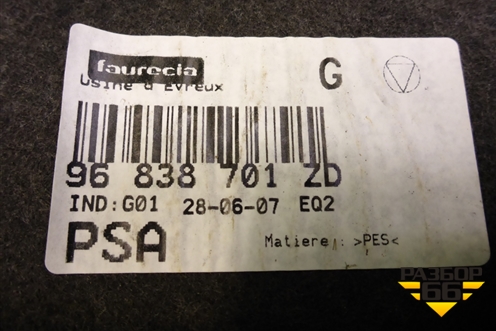 faurecia
Usine d'Evreux
G
96 838 701 ZD
IND:G01 28-06-07 EQ2
PSA
Matiere : >PES<
РАЗБОР
66